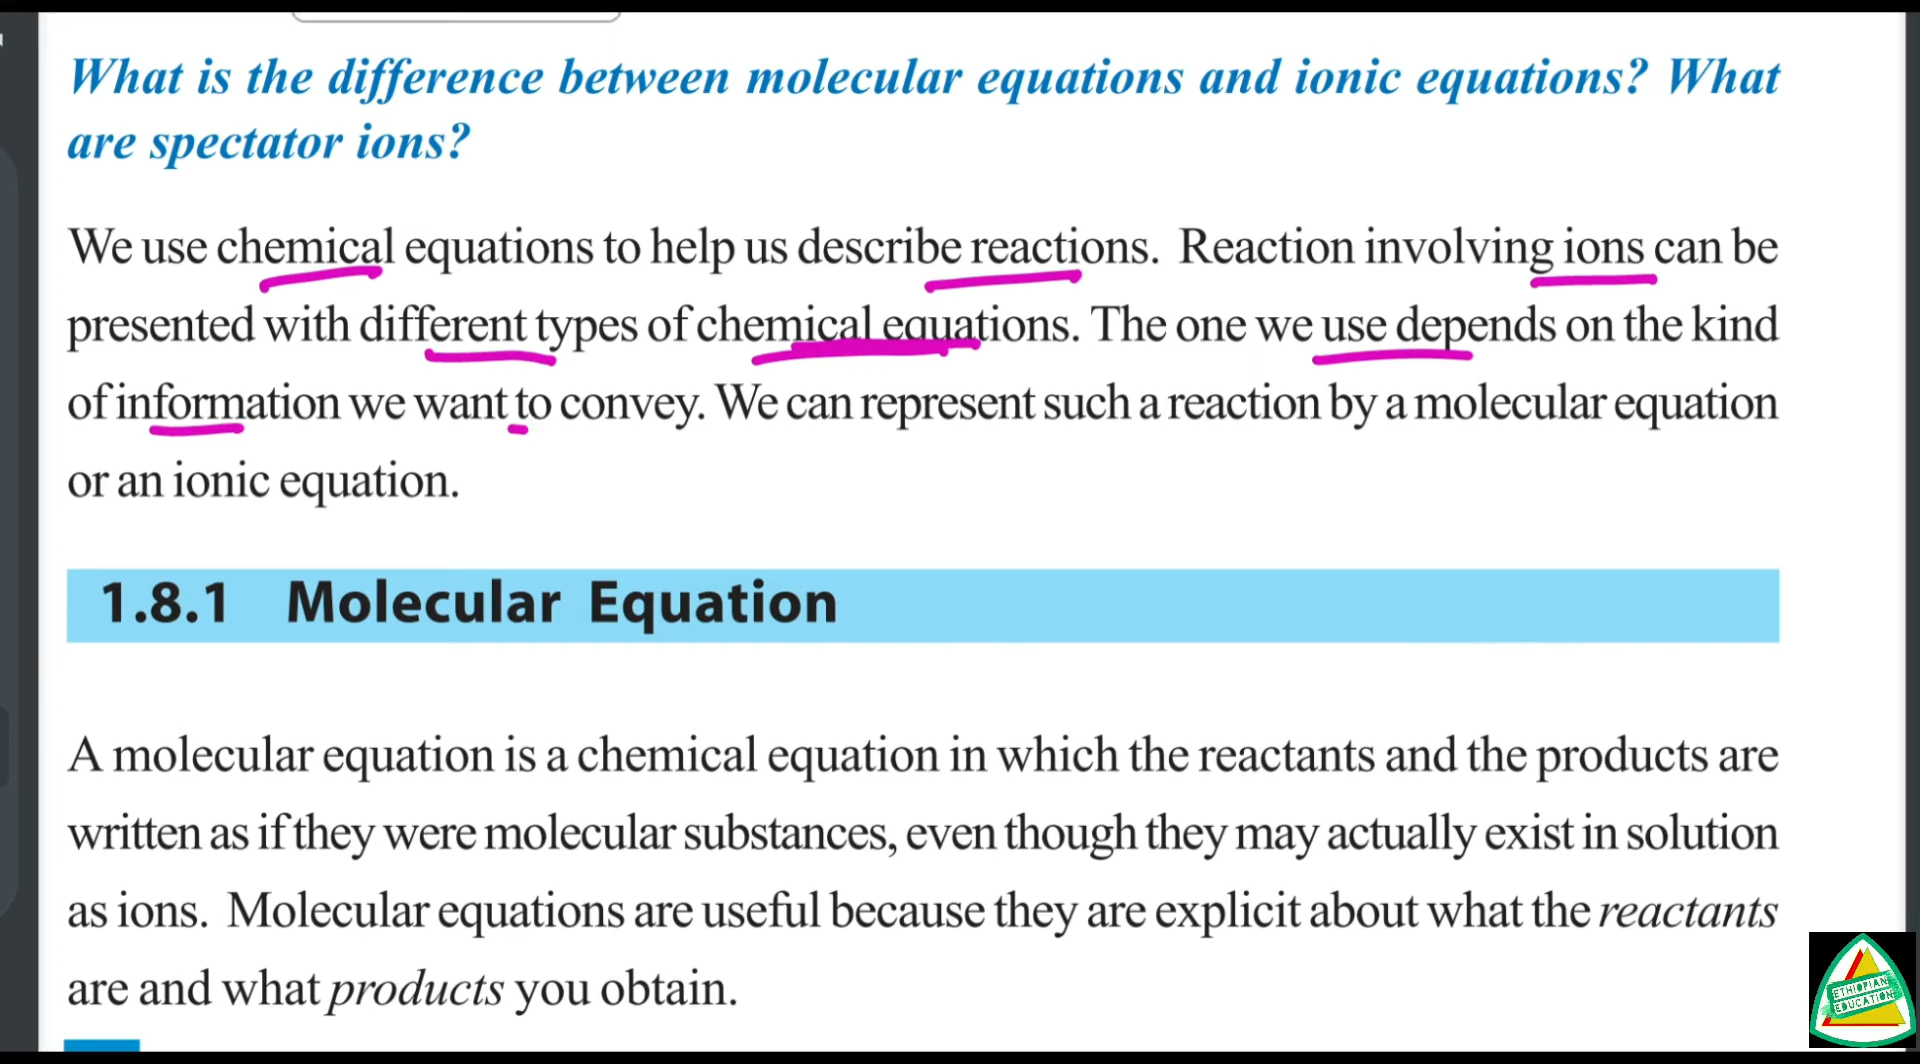 What is the difference between molecular equations and ionic equations? What
are spectator ions?
We use chemical equations to help us describe reactions. Reaction involving ions can be
presented with different types of chemical equations. The one we use depends on the kind
of information we want to convey. We can represent such a reaction by a molecular equation
or an ionic equation.
1.8.1 Molecular Equation
A molecular equation is a chemical equation in which the reactants and the products are
written as if they were molecular substances, even though they may actually exist in solution
as ions. Molecular equations are useful because they are explicit about what the reactants
are and what products you obtain.
ETHIOPIAN
EDUCATION